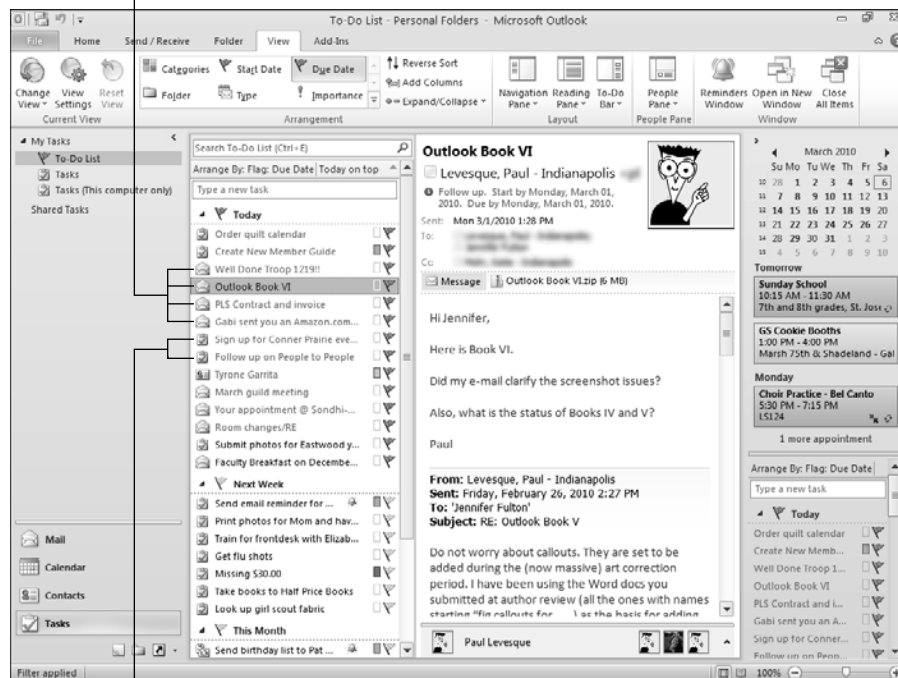 To-Do List - Personal Folders - Microsoft Outlook
File Home Send / Receive Folder View Add-Ins
Change View
View Settings
Reset View
Current View
Categories Start Date Due Date
Folder Type Importance
Reverse Sort
Add Columns
Expand/Collapse
Arrangement
Navigation Pane
Reading Pane
To-Do Bar
Layout
People Pane
People Pane
Reminders Window
Open in New Window
Close All Items
Window
My Tasks
To-Do List
Tasks
Tasks (This computer only)
Shared Tasks
Mail
Calendar
Contacts
Tasks
Filter applied
Search To-Do List (Ctrl+E)
Arrange By: Flag: Due Date Today on top
Type a new task
Today
Order quilt calendar
Create New Member Guide
Well Done Troop 1219!!
Outlook Book VI
PLS Contract and invoice
Gabi sent you an Amazon.com...
Sign up for Conner Prairie eve...
Follow up on People to People
Tyrone Garrita
March guild meeting
Your appointment @ Sondhi-...
Room changes/RE
Submit photos for Eastwood y...
Faculty Breakfast on Decembe...
Next Week
Send email reminder for ...
Print photos for Mom and hav...
Train for frontdesk with Elizab...
Get flu shots
Missing $30.00
Take books to Half Price Books
Look up girl scout fabric
This Month
Send birthday list to Pat ...
Outlook Book VI
Levesque, Paul - Indianapolis
Follow up. Start by Monday, March 01,
2010. Due by Monday, March 01, 2010.
Sent: Mon 3/1/2010 1:28 PM
To:
Cc
Message Outlook Book VI.zip (6 MB)
Hi Jennifer,
Here is Book VI.
Did my e-mail clarify the screenshot issues?
Also, what is the status of Books IV and V?
Paul
From: Levesque, Paul - Indianapolis
Sent: Friday, February 26, 2010 2:27 PM
To: 'Jennifer Fulton'
Subject: RE: Outlook Book V
Do not worry about callouts. They are set to be
added during the (now massive) art correction
period. I have been using the Word docs you
submitted at author review (all the ones with names
starting "fig callouts for ...) as the basis for adding
Paul Levesque
March 2010
Su Mo Tu We Th Fr Sa
10 28 1 2 3 4 5 6
11 7 8 9 10 11 12 13
12 14 15 16 17 18 19 20
13 21 22 23 24 25 26 27
14 28 29 30 31 1 2 3
15 4 5 6 7 8 9 10
Tomorrow
Sunday School
10:15 AM - 11:30 AM
7th and 8th grades, St. Jose
GS Cookie Booths
1:00 PM - 4:00 PM
Marsh 75th & Shadeland - Gal
Monday
Choir Practice - Bel Canto
5:30 PM - 7:15 PM
LS124
1 more appointment
Arrange By: Flag: Due Date
Type a new task
Today
Order quilt calendar
Create New Memb...
Well Done Troop 1...
Outlook Book VI
PLS Contract and i...
Gabi sent you an A...
Sign up for Conner...
Follow up on Peop...
100%